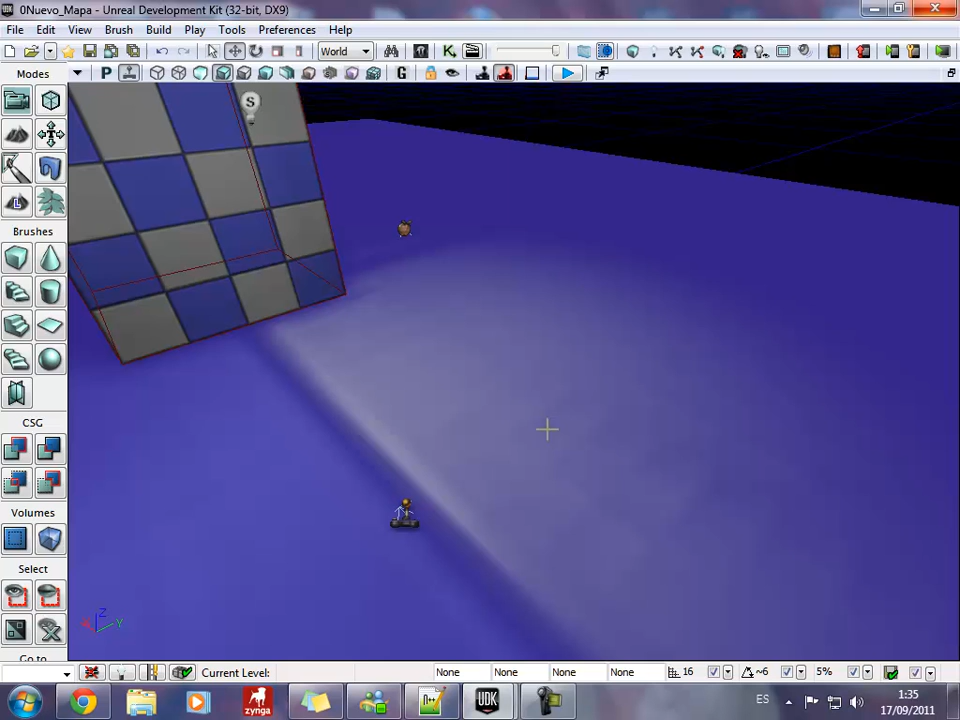 0Nuevo_Mapa - Unreal Development Kit (32-bit, DX9)
File Edit View Brush Build Play Tools Preferences Help
World
Modes
P
G
S
L
Brushes
CSG
Volumes
Select
Go to
Z
X
Y
Current Level:
None
None
None
None
16
~6
5%
zynga
n++
UDK
ES
1:35
17/09/2011